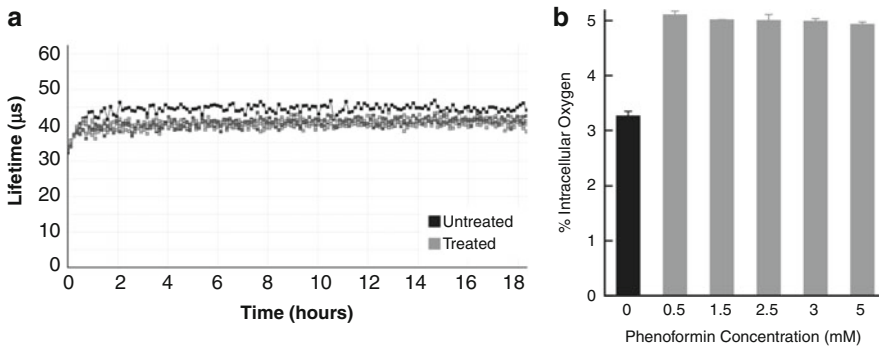 a
60
50
40
30
20
10
0
Lifetime (µs)
Untreated
Treated
0 2 4 6 8 10 12 14 16 18
Time (hours)
b
5
4
3
2
1
0
% Intracellular Oxygen
0 0.5 1.5 2.5 3 5
Phenoformin Concentration (mM)